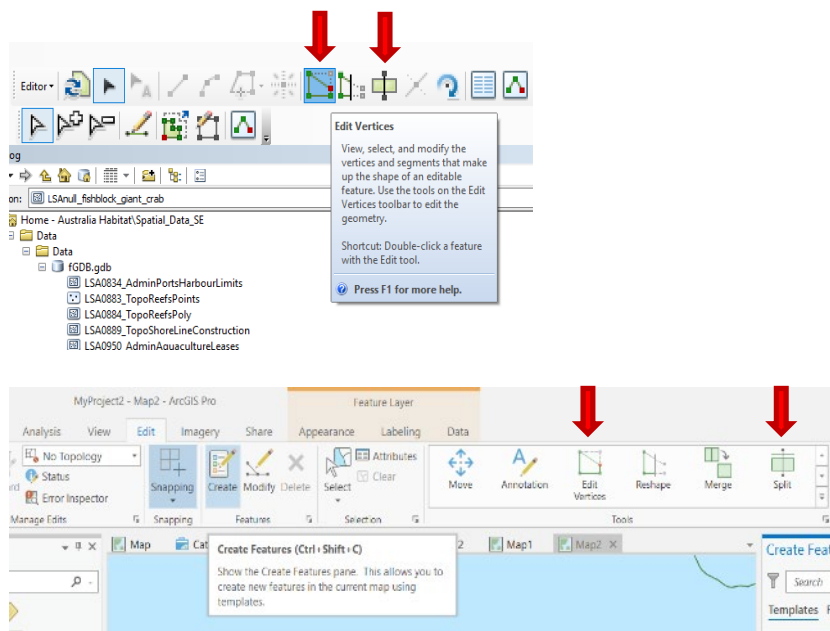 Editor
Edit Vertices
View, select, and modify the
vertices and segments that make
up the shape of an editable
feature. Use the tools on the Edit
Vertices toolbar to edit the
geometry.
Shortcut: Double-click a feature
with the Edit tool.
Press F1 for more help.
og
on: LSAnull_fishblock_giant_crab
Home - Australia Habitat\Spatial_Data_SE
Data
Data
fGDB.gdb
LSA0834_AdminPortsHarbourLimits
LSA0883_TopoReefsPoints
LSA0884_TopoReefsPoly
LSA0889_TopoShoreLineConstruction
LSA0950 AdminAquacultureLeases
MyProject2 - Map2 - ArcGIS Pro
Feature Layer
Analysis View Edit Imagery Share Appearance Labeling Data
No Topology
Status
Error Inspector
Snapping
Create Modify Delete
Select
Attributes
Clear
Move Annotation Edit Vertices Reshape Merge Split
Manage Edits Snapping Features Selection Tools
Map Cat 2 Map1 Map2
Create Features (Ctrl+Shift+C)
Show the Create Features pane. This allows you to
create new features in the current map using
templates.
Create Feat
Search
Templates F